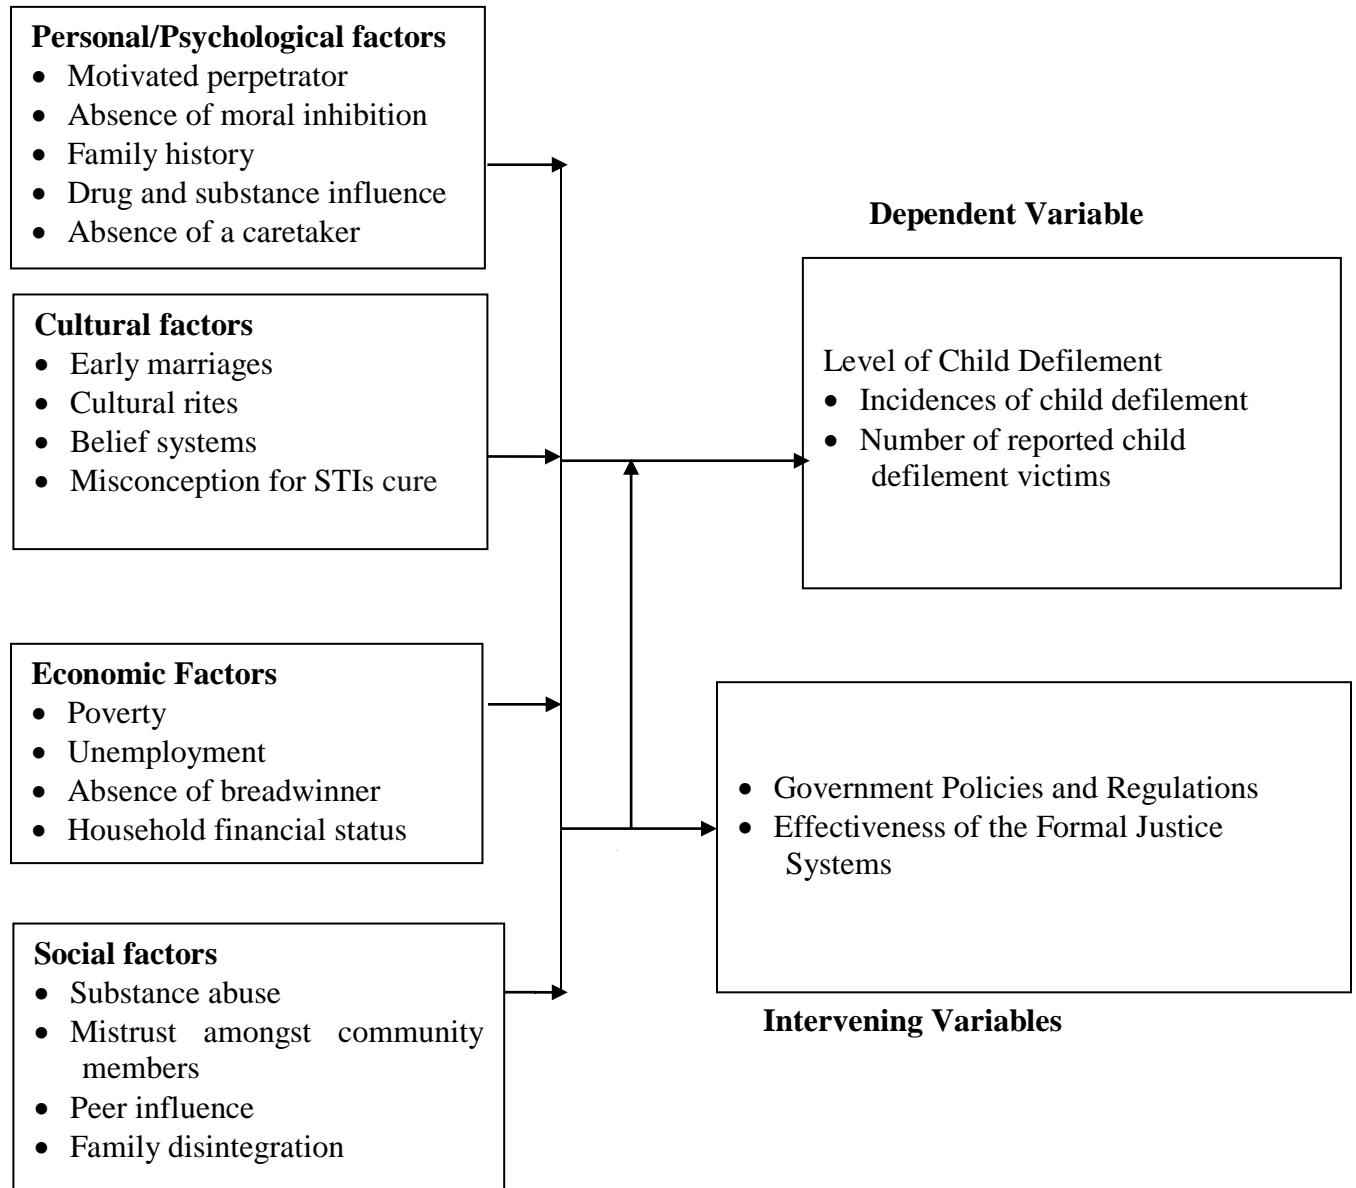 Personal/Psychological factors
• Motivated perpetrator
• Absence of moral inhibition
• Family history
• Drug and substance influence
• Absence of a caretaker
Cultural factors
• Early marriages
• Cultural rites
• Belief systems
• Misconception for STIs cure
Economic Factors
• Poverty
• Unemployment
• Absence of breadwinner
• Household financial status
Social factors
• Substance abuse
• Mistrust amongst community
members
• Peer influence
• Family disintegration
Dependent Variable
Level of Child Defilement
• Incidences of child defilement
• Number of reported child
defilement victims
• Government Policies and Regulations
• Effectiveness of the Formal Justice
Systems
Intervening Variables